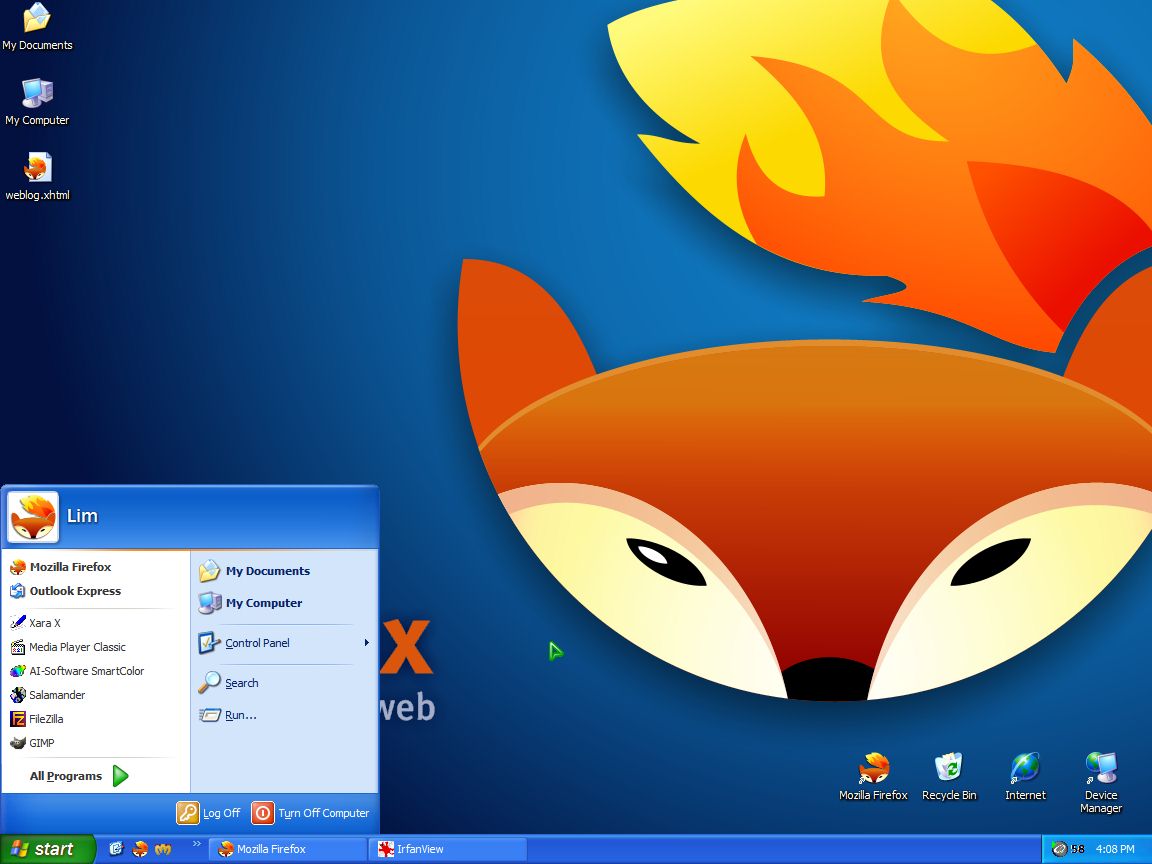 My Documents
My Computer
weblog.xhtml
Lim
Mozilla Firefox
Outlook Express
Xara X
Media Player Classic
AI-Software SmartColor
Salamander
FileZilla
GIMP
All Programs
My Documents
My Computer
Control Panel
Search
Run...
Log Off
Turn Off Computer
x
web
Mozilla Firefox
Recycle Bin
Internet
Device
Manager
start
Mozilla Firefox
IrfanView
58
4:08 PM